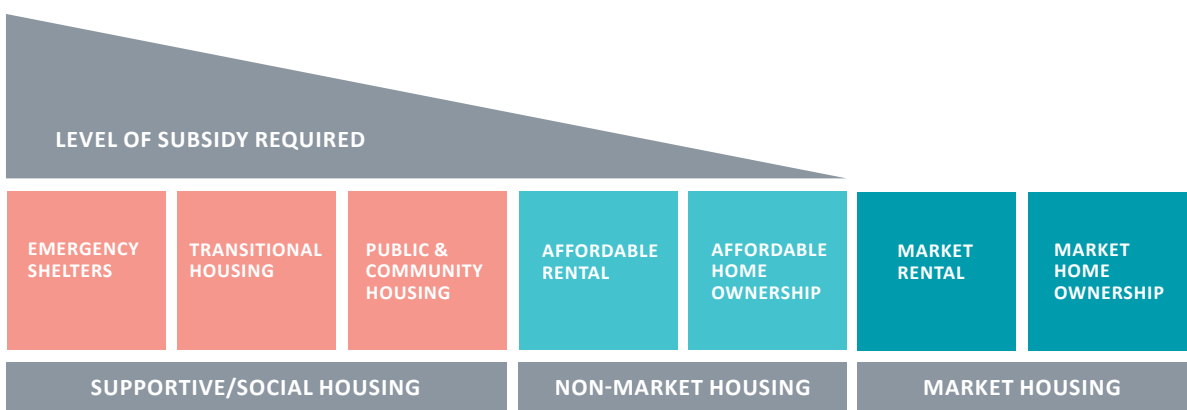 LEVEL OF SUBSIDY REQUIRED
EMERGENCY
SHELTERS
TRANSITIONAL
HOUSING
PUBLIC &
COMMUNITY
HOUSING
AFFORDABLE
RENTAL
AFFORDABLE
HOME
OWNERSHIP
MARKET
RENTAL
MARKET
HOME
OWNERSHIP
SUPPORTIVE/SOCIAL HOUSING
NON-MARKET HOUSING
MARKET HOUSING